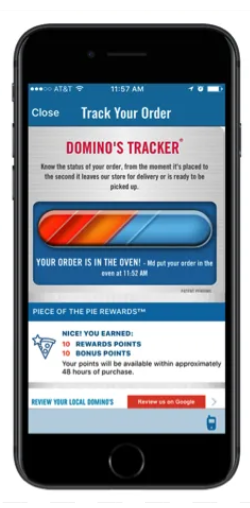 AT&T 11:57 AM
Close Track Your Order
DOMINO'S TRACKER®
Know the status of your order, from the moment it's placed to
the second it leaves our store for delivery or is ready to be
picked up.
YOUR ORDER IS IN THE OVEN! - Md put your order in the
oven at 11:52 AM
PIECE OF THE PIE REWARDS™
NICE! YOU EARNED:
10 REWARDS POINTS
10 BONUS POINTS
Your points will be available within approximately
48 hours of purchase.
REVIEW YOUR LOCAL DOMINO'S Review us on Google